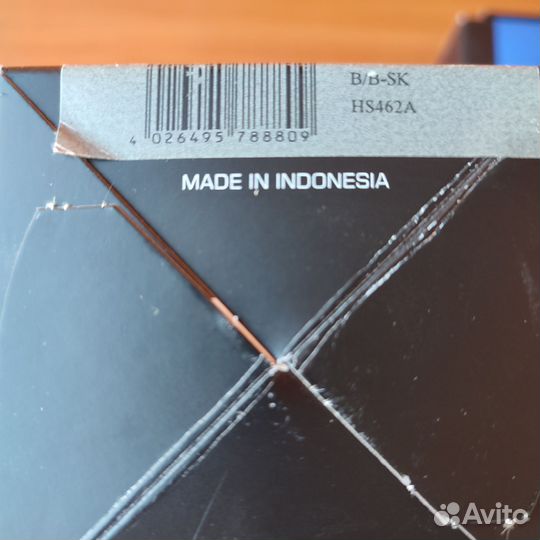 B/B-SK
HS462A
4 026495 788809
MADE IN INDONESIA
Avito